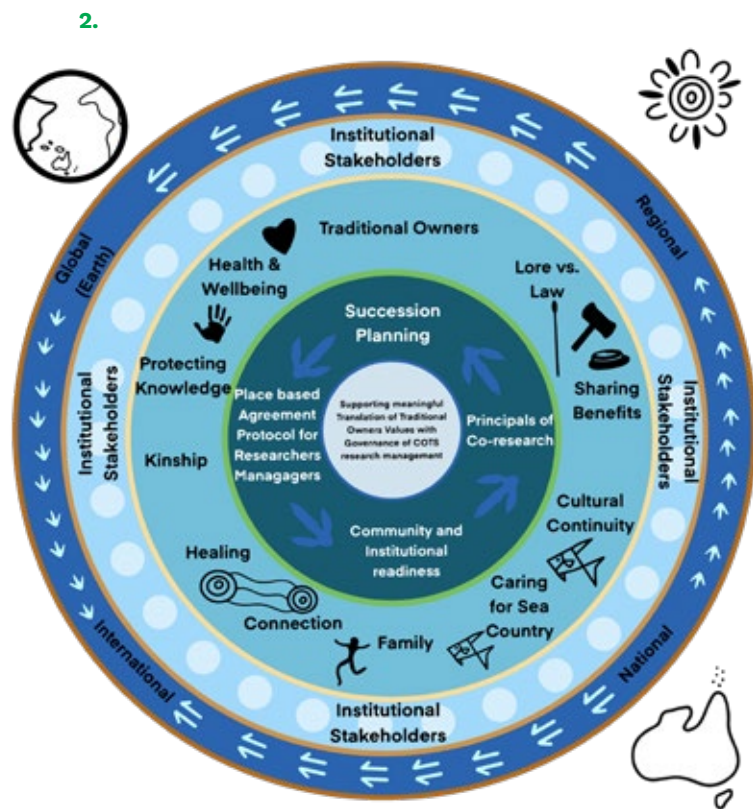 2.
Institutional
Stakeholders
Global
(Earth)
Regional
Traditional Owners
Health &
Wellbeing
Lore vs.
Law
Protecting
Knowledge
Sharing
Benefits
Institutional
Stakeholders
Institutional
Stakeholders
Succession
Planning
Place based
Agreement
Protocol for
Researchers
Managagers
Supporting meaningful
Translation of Traditional
Owners Values with
Governance of COTS
research management
Principals of
Co-research
Kinship
Community and
Institutional
readiness
Cultural
Continuity
Healing
Connection
Caring
for Sea
Country
Family
International
National
Institutional
Stakeholders